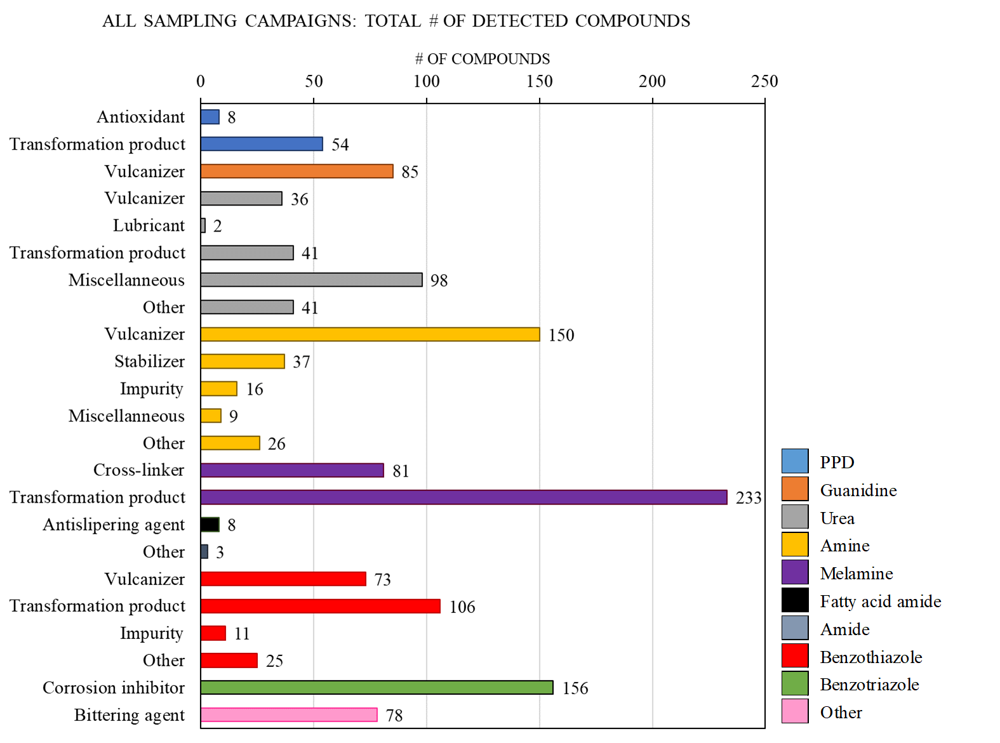 ALL SAMPLING CAMPAIGNS: TOTAL # OF DETECTED COMPOUNDS
# OF COMPOUNDS
0 50 100 150 200 250
Antioxidant 8
Transformation product 54
Vulcanizer 85
Vulcanizer 36
Lubricant 2
Transformation product 41
Miscellanneous 98
Other 41
Vulcanizer 150
Stabilizer 37
Impurity 16
Miscellanneous 9
Other 26
Cross-linker 81
Transformation product 233
Antislipering agent 8
Other 3
Vulcanizer 73
Transformation product 106
Impurity 11
Other 25
Corrosion inhibitor 156
Bittering agent 78
PPD
Guanidine
Urea
Amine
Melamine
Fatty acid amide
Amide
Benzothiazole
Benzotriazole
Other